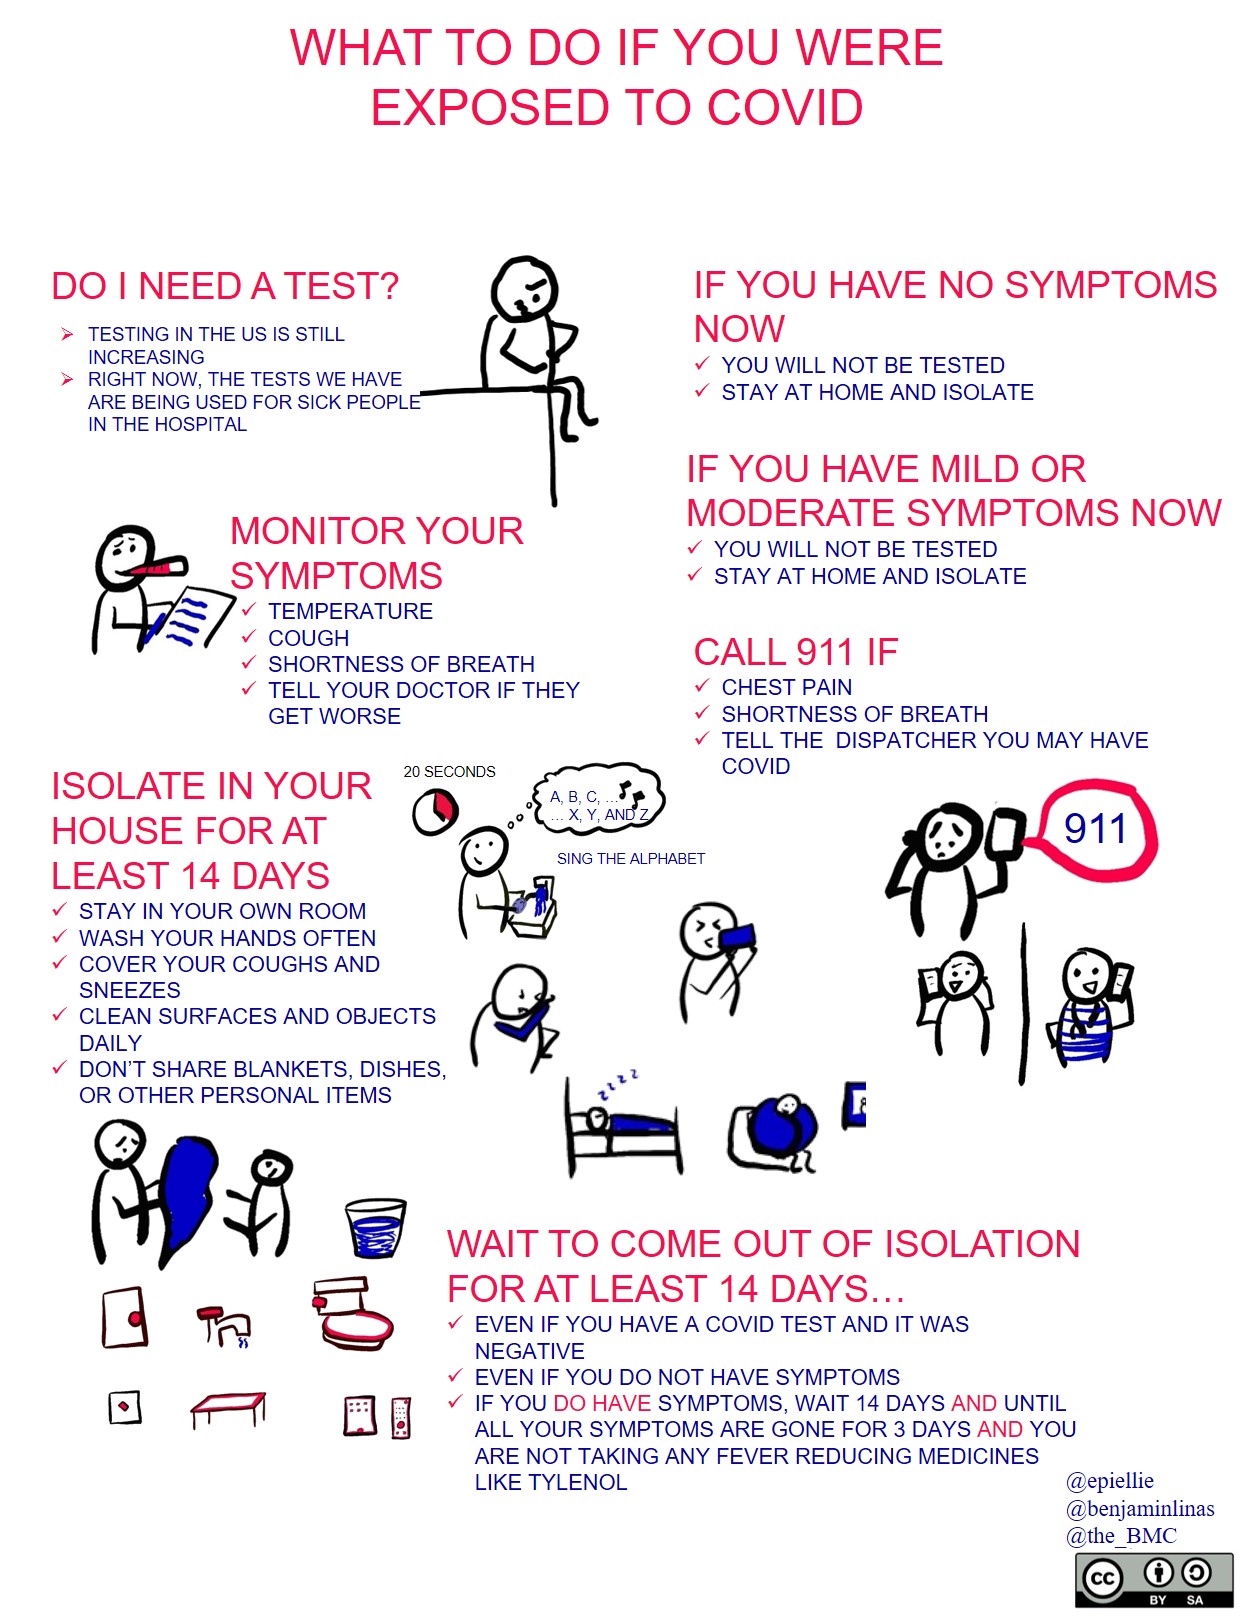 WHAT TO DO IF YOU WERE
EXPOSED TO COVID
DO I NEED A TEST?
TESTING IN THE US IS STILL
INCREASING
RIGHT NOW, THE TESTS WE HAVE
ARE BEING USED FOR SICK PEOPLE
IN THE HOSPITAL
IF YOU HAVE NO SYMPTOMS
NOW
YOU WILL NOT BE TESTED
STAY AT HOME AND ISOLATE
IF YOU HAVE MILD OR
MODERATE SYMPTOMS NOW
YOU WILL NOT BE TESTED
STAY AT HOME AND ISOLATE
MONITOR YOUR
SYMPTOMS
TEMPERATURE
COUGH
SHORTNESS OF BREATH
TELL YOUR DOCTOR IF THEY
GET WORSE
CALL 911 IF
CHEST PAIN
SHORTNESS OF BREATH
TELL THE DISPATCHER YOU MAY HAVE
COVID
911
ISOLATE IN YOUR
HOUSE FOR AT
LEAST 14 DAYS
STAY IN YOUR OWN ROOM
WASH YOUR HANDS OFTEN
COVER YOUR COUGHS AND
SNEEZES
CLEAN SURFACES AND OBJECTS
DAILY
DON'T SHARE BLANKETS, DISHES,
OR OTHER PERSONAL ITEMS
20 SECONDS
A, B, C, ...
... X, Y, AND Z
SING THE ALPHABET
zzzz
WAIT TO COME OUT OF ISOLATION
FOR AT LEAST 14 DAYS...
EVEN IF YOU HAVE A COVID TEST AND IT WAS
NEGATIVE
EVEN IF YOU DO NOT HAVE SYMPTOMS
IF YOU DO HAVE SYMPTOMS, WAIT 14 DAYS AND UNTIL
ALL YOUR SYMPTOMS ARE GONE FOR 3 DAYS AND YOU
ARE NOT TAKING ANY FEVER REDUCING MEDICINES
LIKE TYLENOL
@epiellie
@benjaminlinas
@the_BMC
cc
BY SA